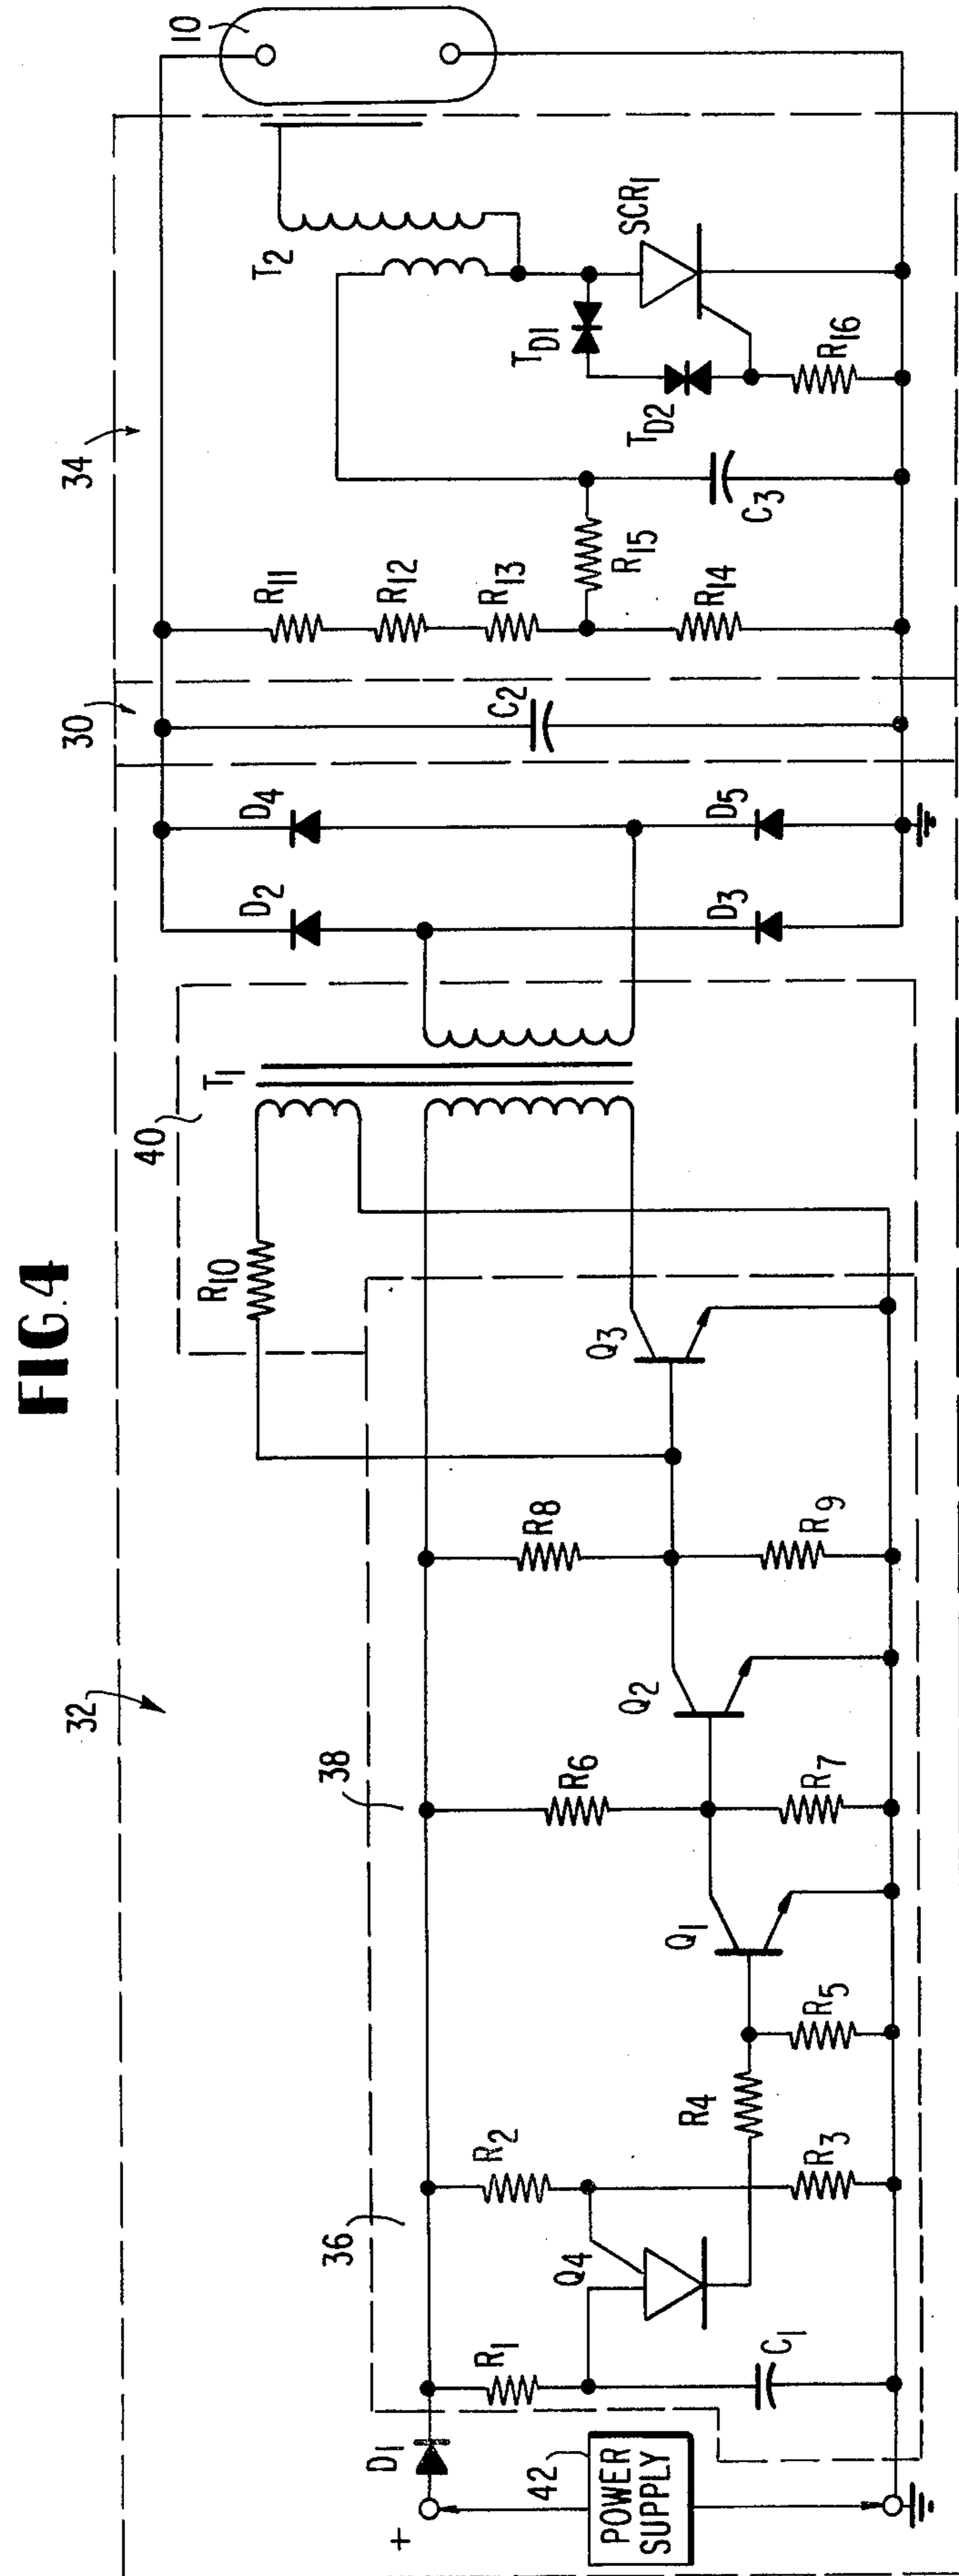 FIG.4
32
36
38
40
30
34
10
+
D1
42
POWER
SUPPLY
R1
C1
Q4
R2
R3
R4
R5
Q1
R6
R7
Q2
R8
R9
Q3
R10
T1
D2
D3
D4
D5
C2
R11
R12
R13
R14
R15
C3
TD1
TD2
R16
SCR1
T2